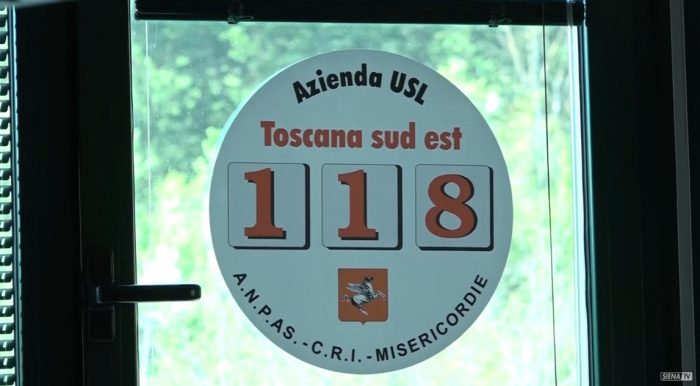 Azienda USL
Toscana sud est
118
A.N.P.AS.-C.R.I.-MISERICORDIE
SIENA TV